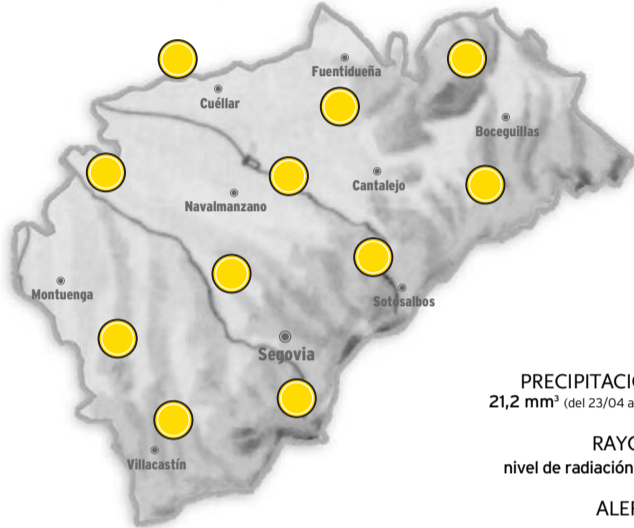 Fuentidueña
Cuéllar
Boceguillas
Cantalejo
Navalmanzano
Montuenga
Sotosalbos
Segovia
PRECIPITACIO
21,2 mm³ (del 23/04 a
RAYO
nivel de radiación
Villacastín
ALER